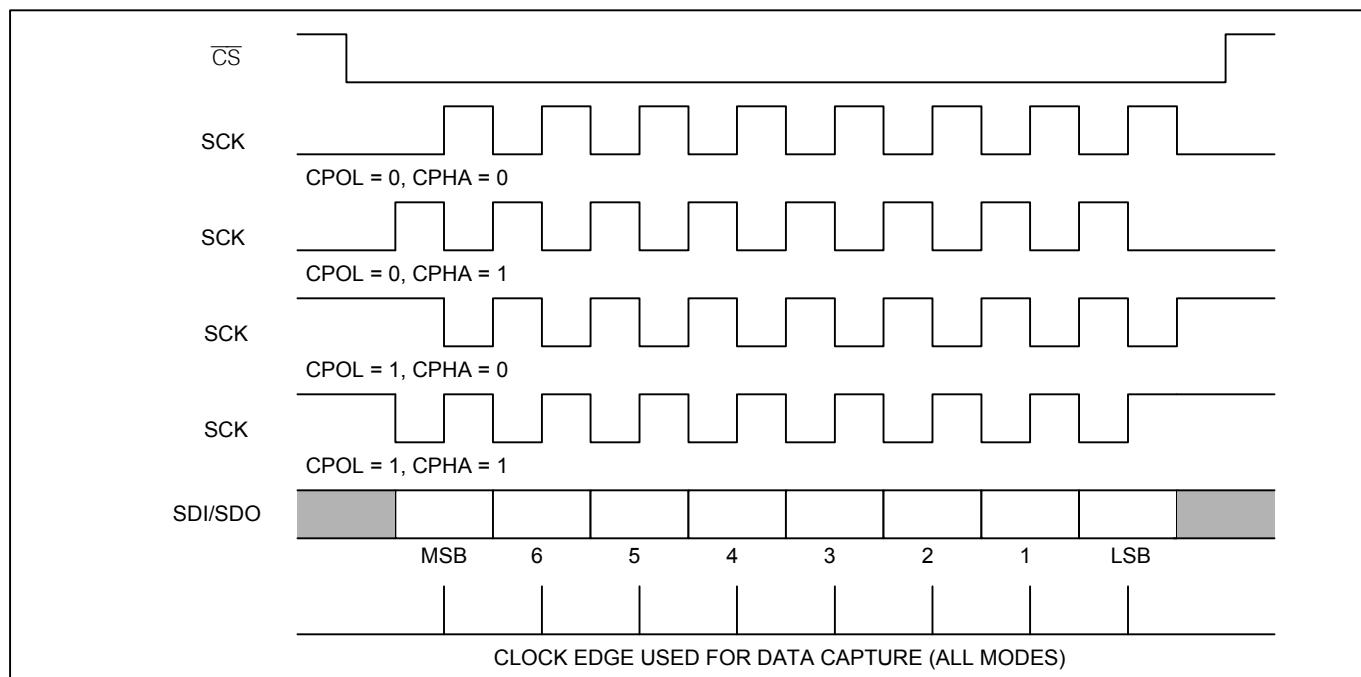 CS
SCK
CPOL = 0, CPHA = 0
SCK
CPOL = 0, CPHA = 1
SCK
CPOL = 1, CPHA = 0
SCK
CPOL = 1, CPHA = 1
SDI/SDO
MSB 6 5 4 3 2 1 LSB
CLOCK EDGE USED FOR DATA CAPTURE (ALL MODES)